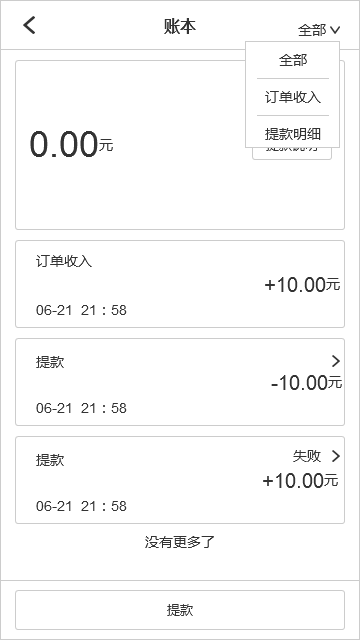 账本
全部
全部
订单收入
提款明细
0.00元
订单收入
+10.00元
06-21 21：58
提款
-10.00元
06-21 21：58
提款
失败
+10.00元
06-21 21：58
没有更多了
提款